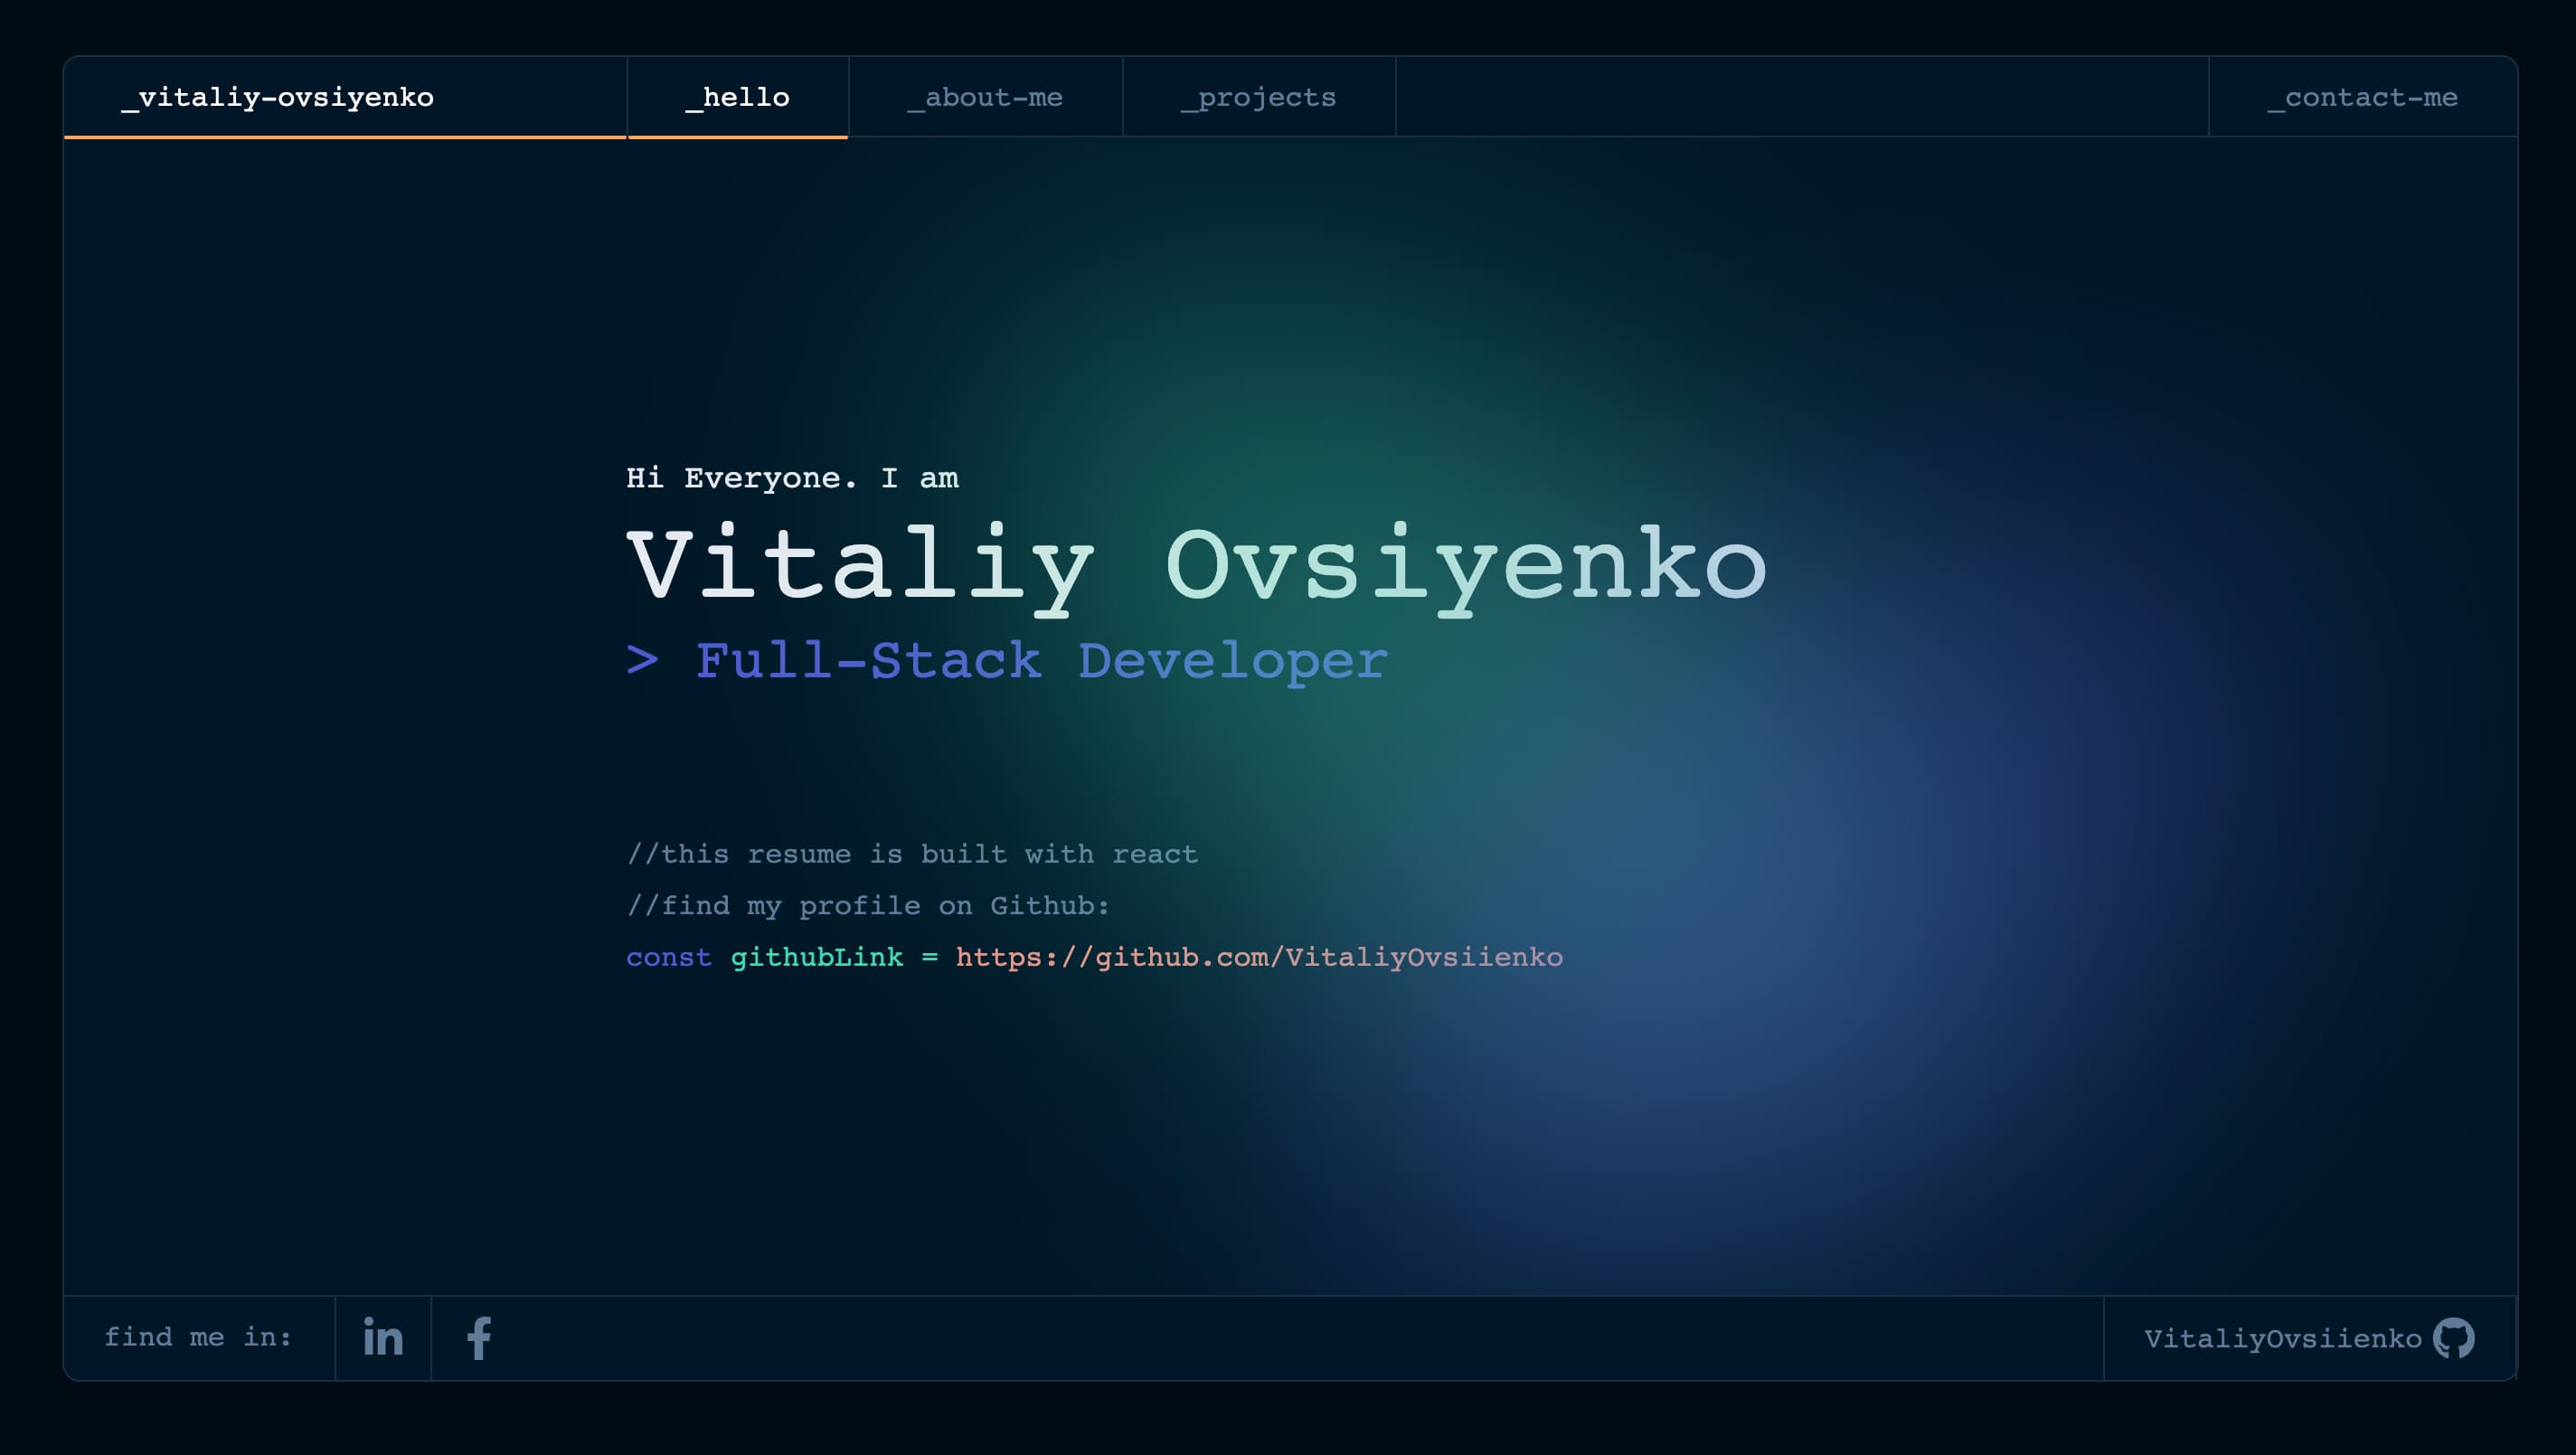 _vitaliy-ovsiyenko
_hello
_about-me
_projects
_contact-me
Hi Everyone. I am
Vitaliy Ovsiyenko
> Full-Stack Developer
//this resume is built with react
//find my profile on Github:
const githubLink = https://github.com/VitaliyOvsiienko
find me in:
in
f
VitaliyOvsiienko